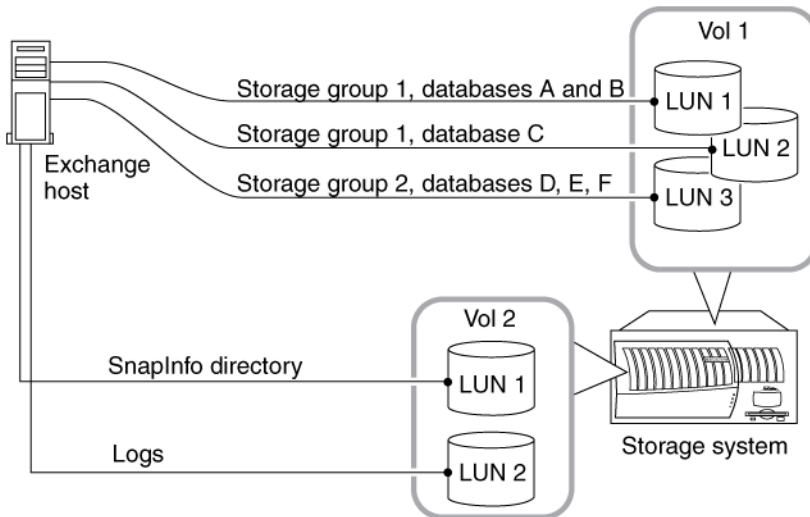 Vol 1
Storage group 1, databases A and B
LUN 1
Storage group 1, database C
LUN 2
Exchange
host
Storage group 2, databases D, E, F
LUN 3
Vol 2
SnapInfo directory
LUN 1
Storage system
Logs
LUN 2